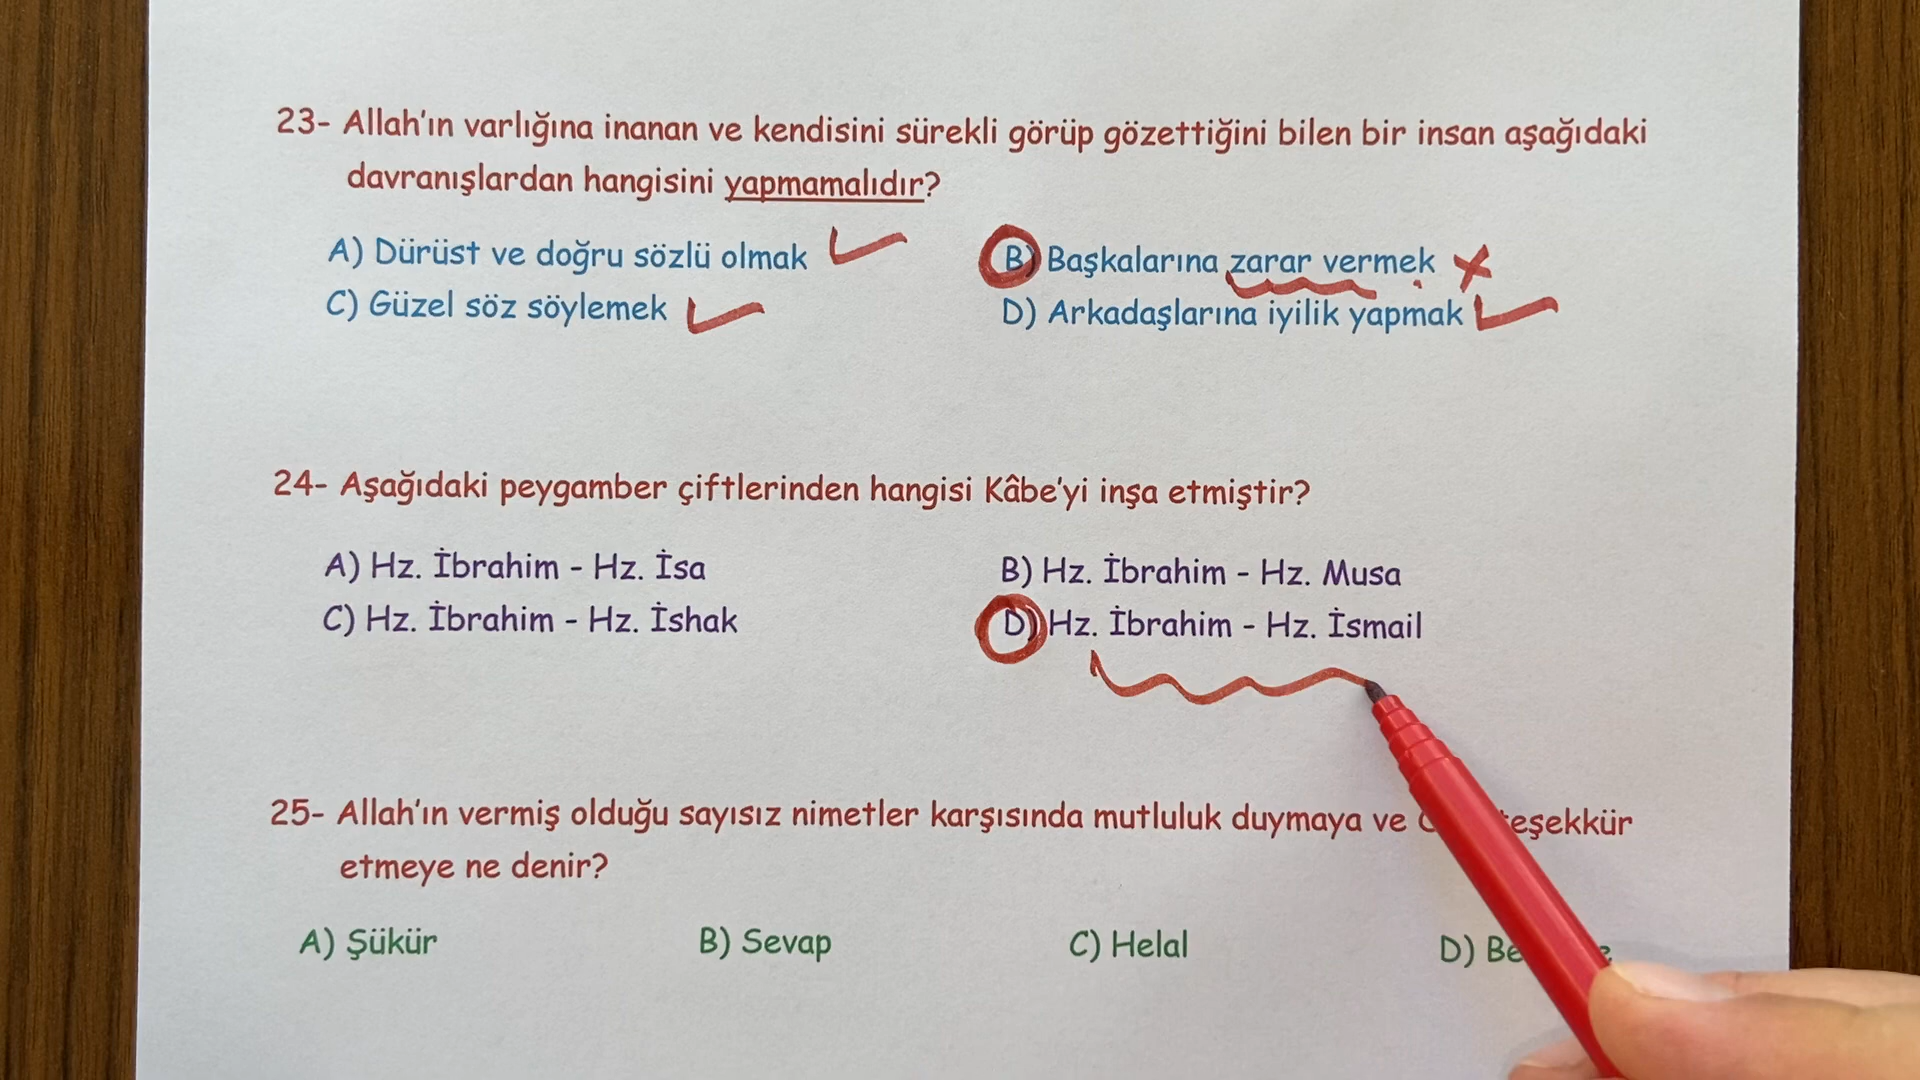 23- Allah'ın varlığına inanan ve kendisini sürekli görüp gözettiğini bilen bir insan aşağıdaki
davranışlardan hangisini yapmamalıdır?
A) Dürüst ve doğru sözlü olmak B) Başkalarına zarar vermek
C) Güzel söz söylemek D) Arkadaşlarına iyilik yapmak
24- Aşağıdaki peygamber çiftlerinden hangisi Kâbe'yi inşa etmiştir?
A) Hz. İbrahim - Hz. İsa B) Hz. İbrahim - Hz. Musa
C) Hz. İbrahim - Hz. İshak D) Hz. İbrahim - Hz. İsmail
25- Allah'ın vermiş olduğu sayısız nimetler karşısında mutluluk duymaya ve teşekkür
etmeye ne denir?
A) Şükür B) Sevap C) Helal D)